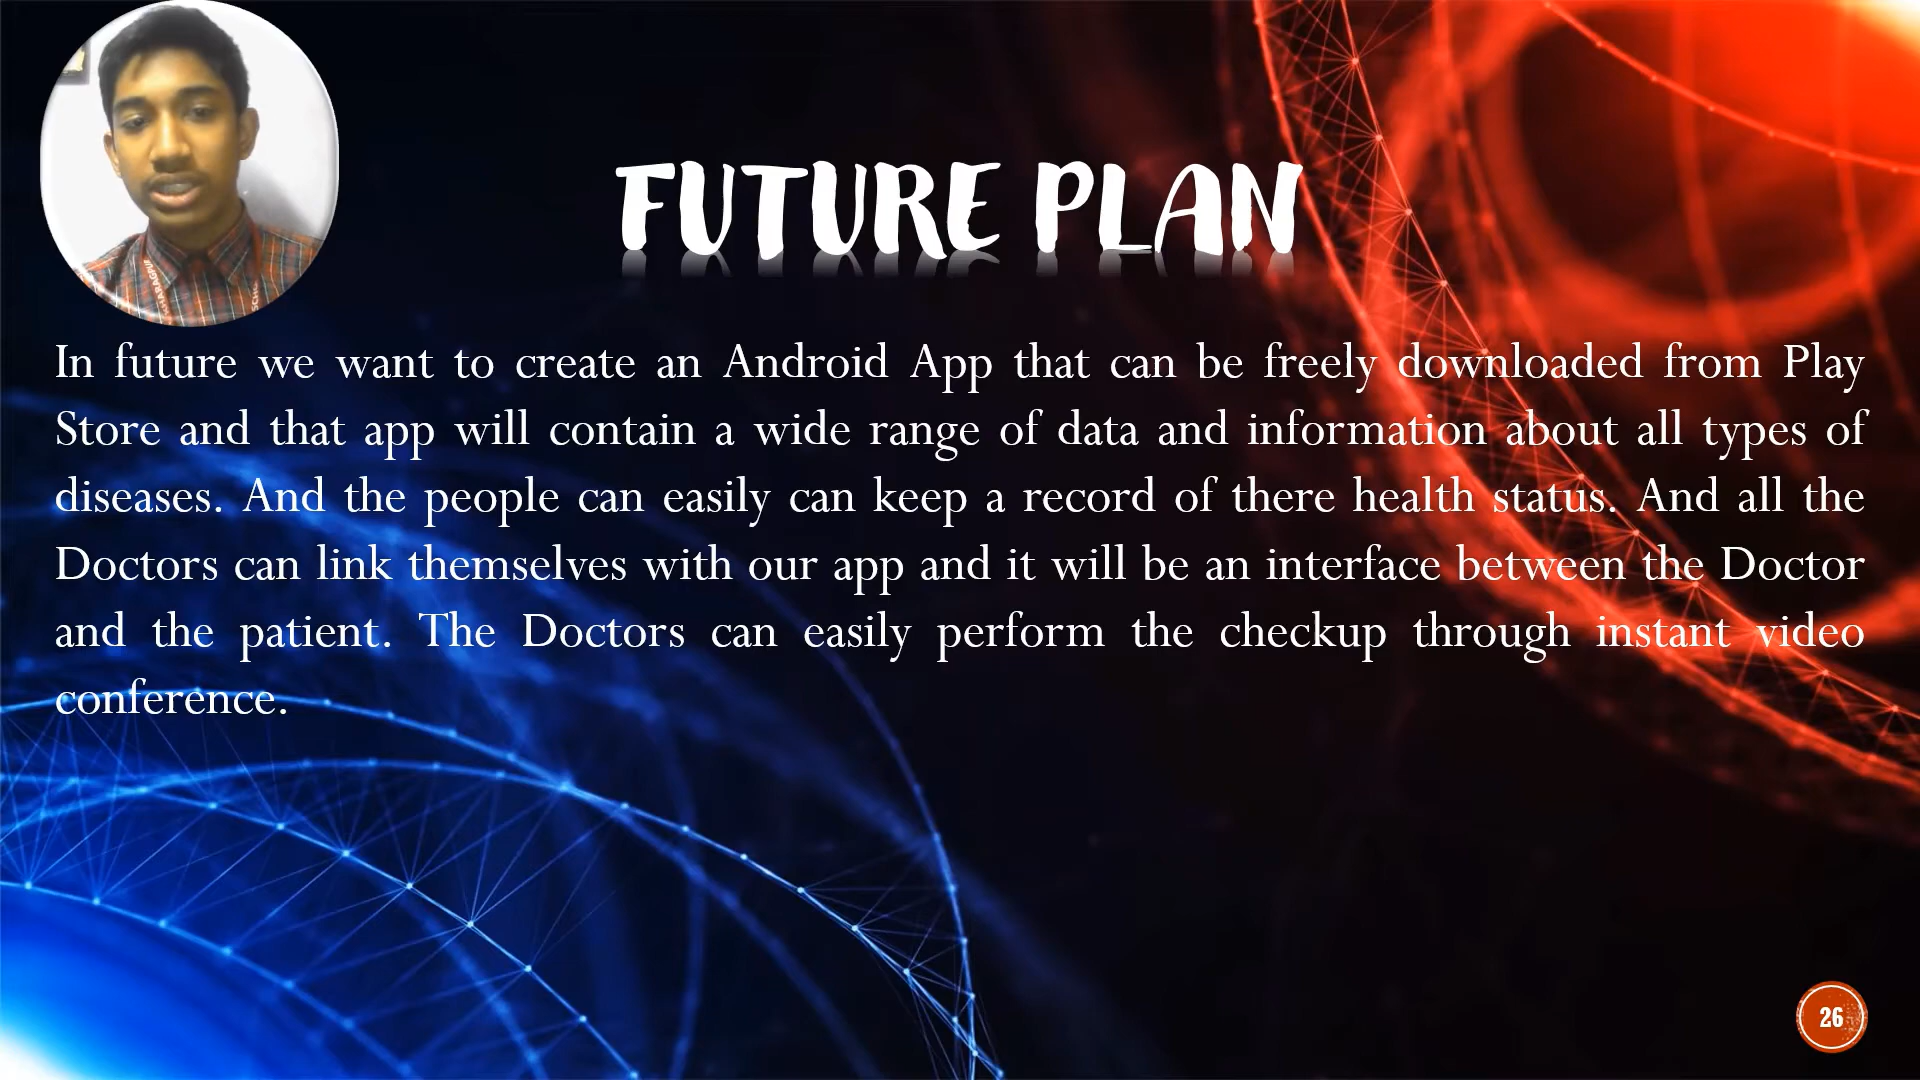 FUTURE PLAN
In future we want to create an Android App that can be freely downloaded from Play
Store and that app will contain a wide range of data and information about all types of
diseases. And the people can easily can keep a record of there health status. And all the
Doctors can link themselves with our app and it will be an interface between the Doctor
and the patient. The Doctors can easily perform the checkup through instant video
conference.
26